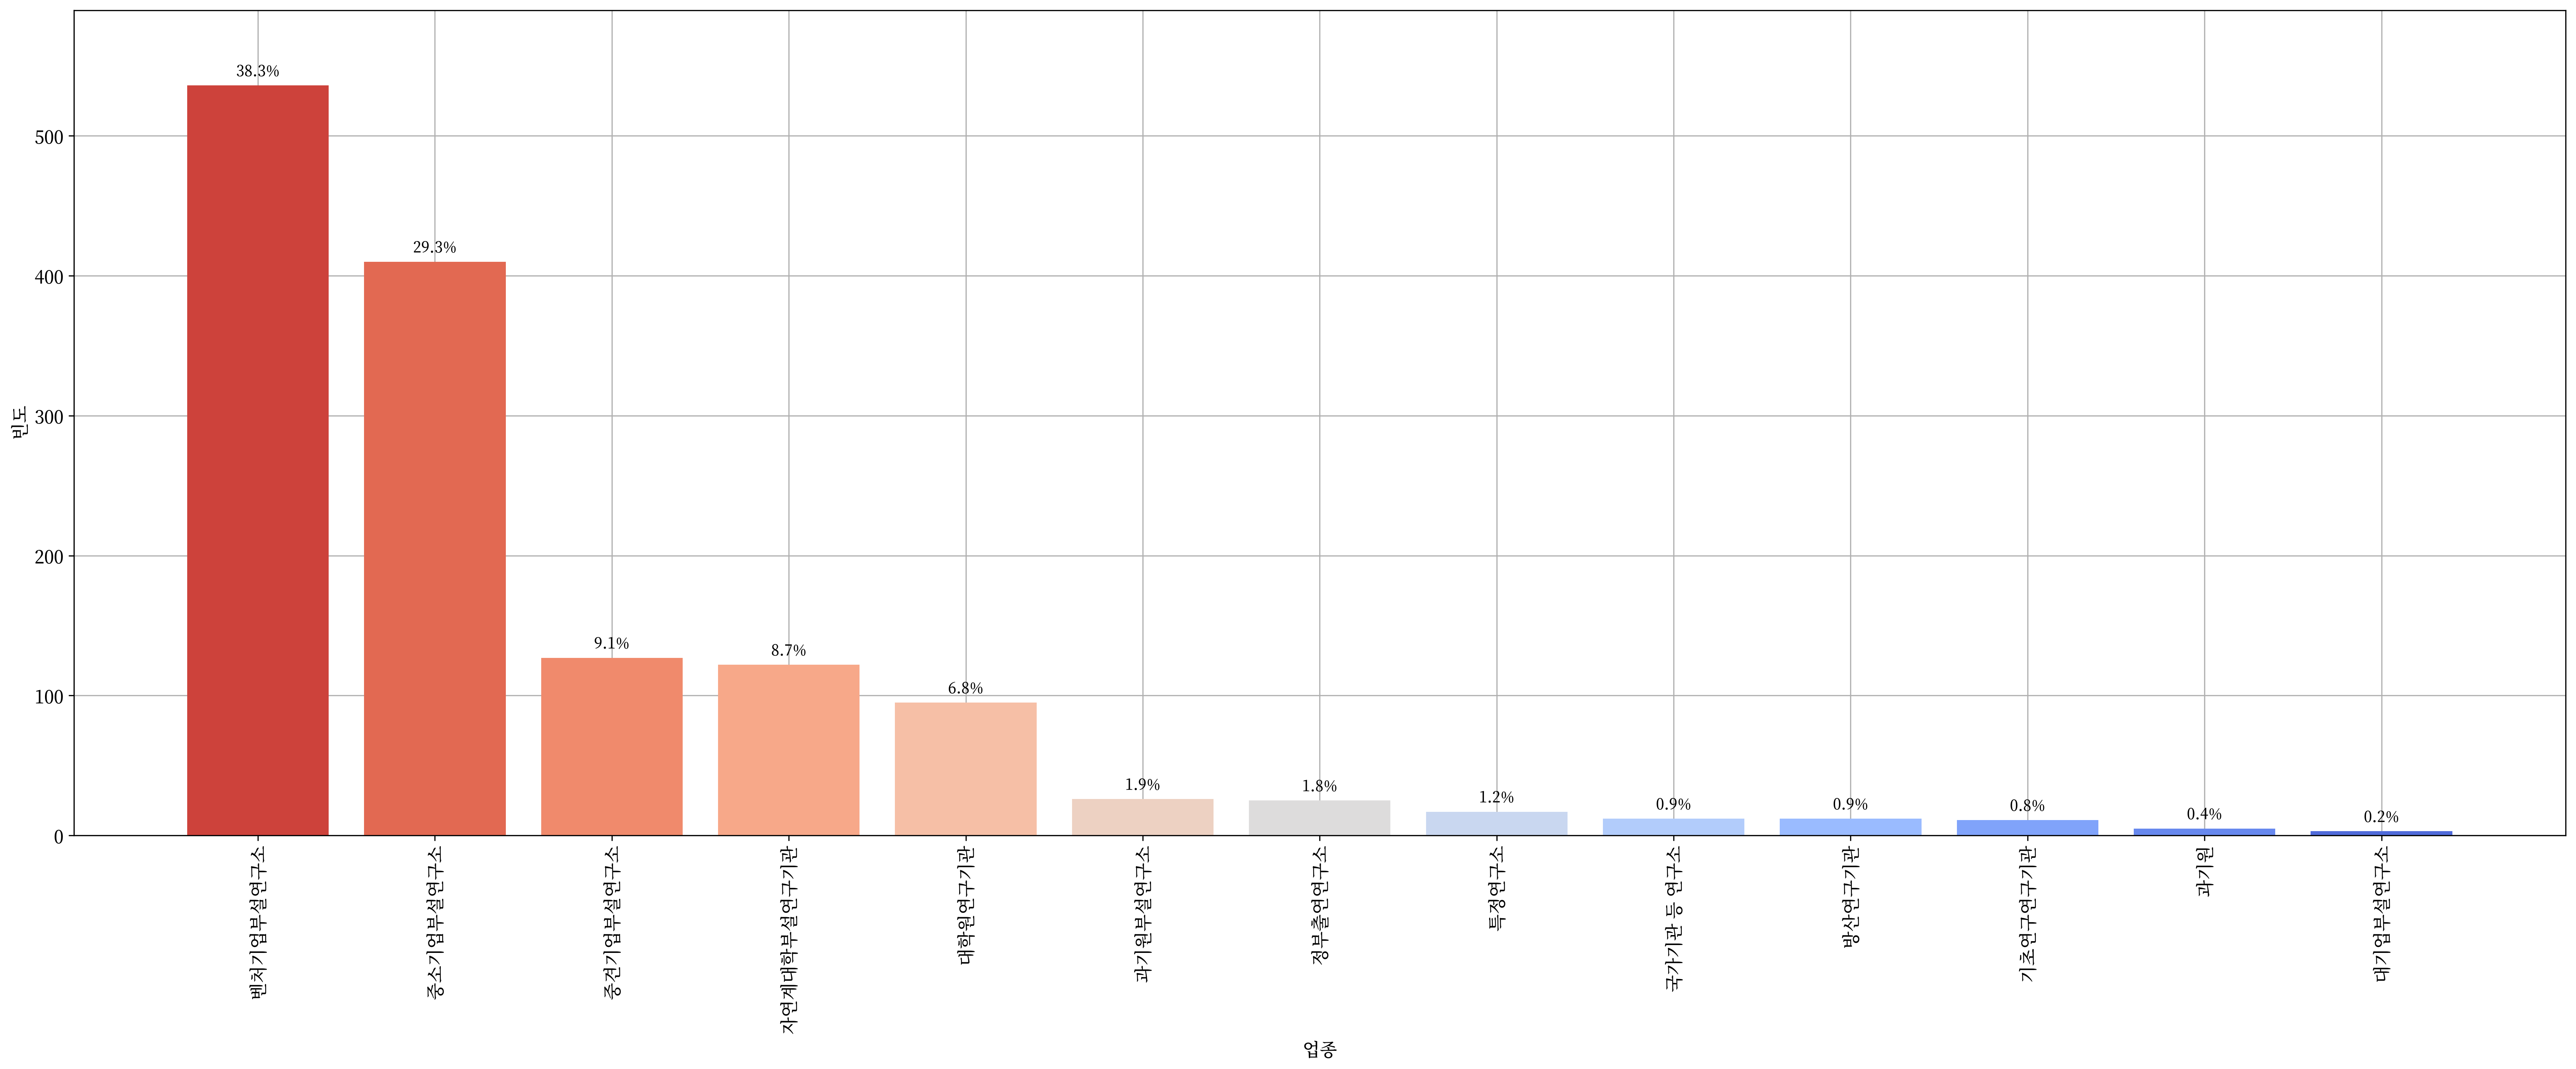 빈도
500
400
300
200
100
0
38.3%
29.3%
9.1%
8.7%
6.8%
1.9%
1.8%
1.2%
0.9%
0.9%
0.8%
0.4%
0.2%
벤처기업부설연구소
중소기업부설연구소
중견기업부설연구소
자연계대학부설연구기관
대학원연구기관
과기원부설연구소
정부출연연구소
특정연구소
국가기관 등 연구소
방산연구기관
기초연구연구기관
과기원
대기업부설연구소
업종